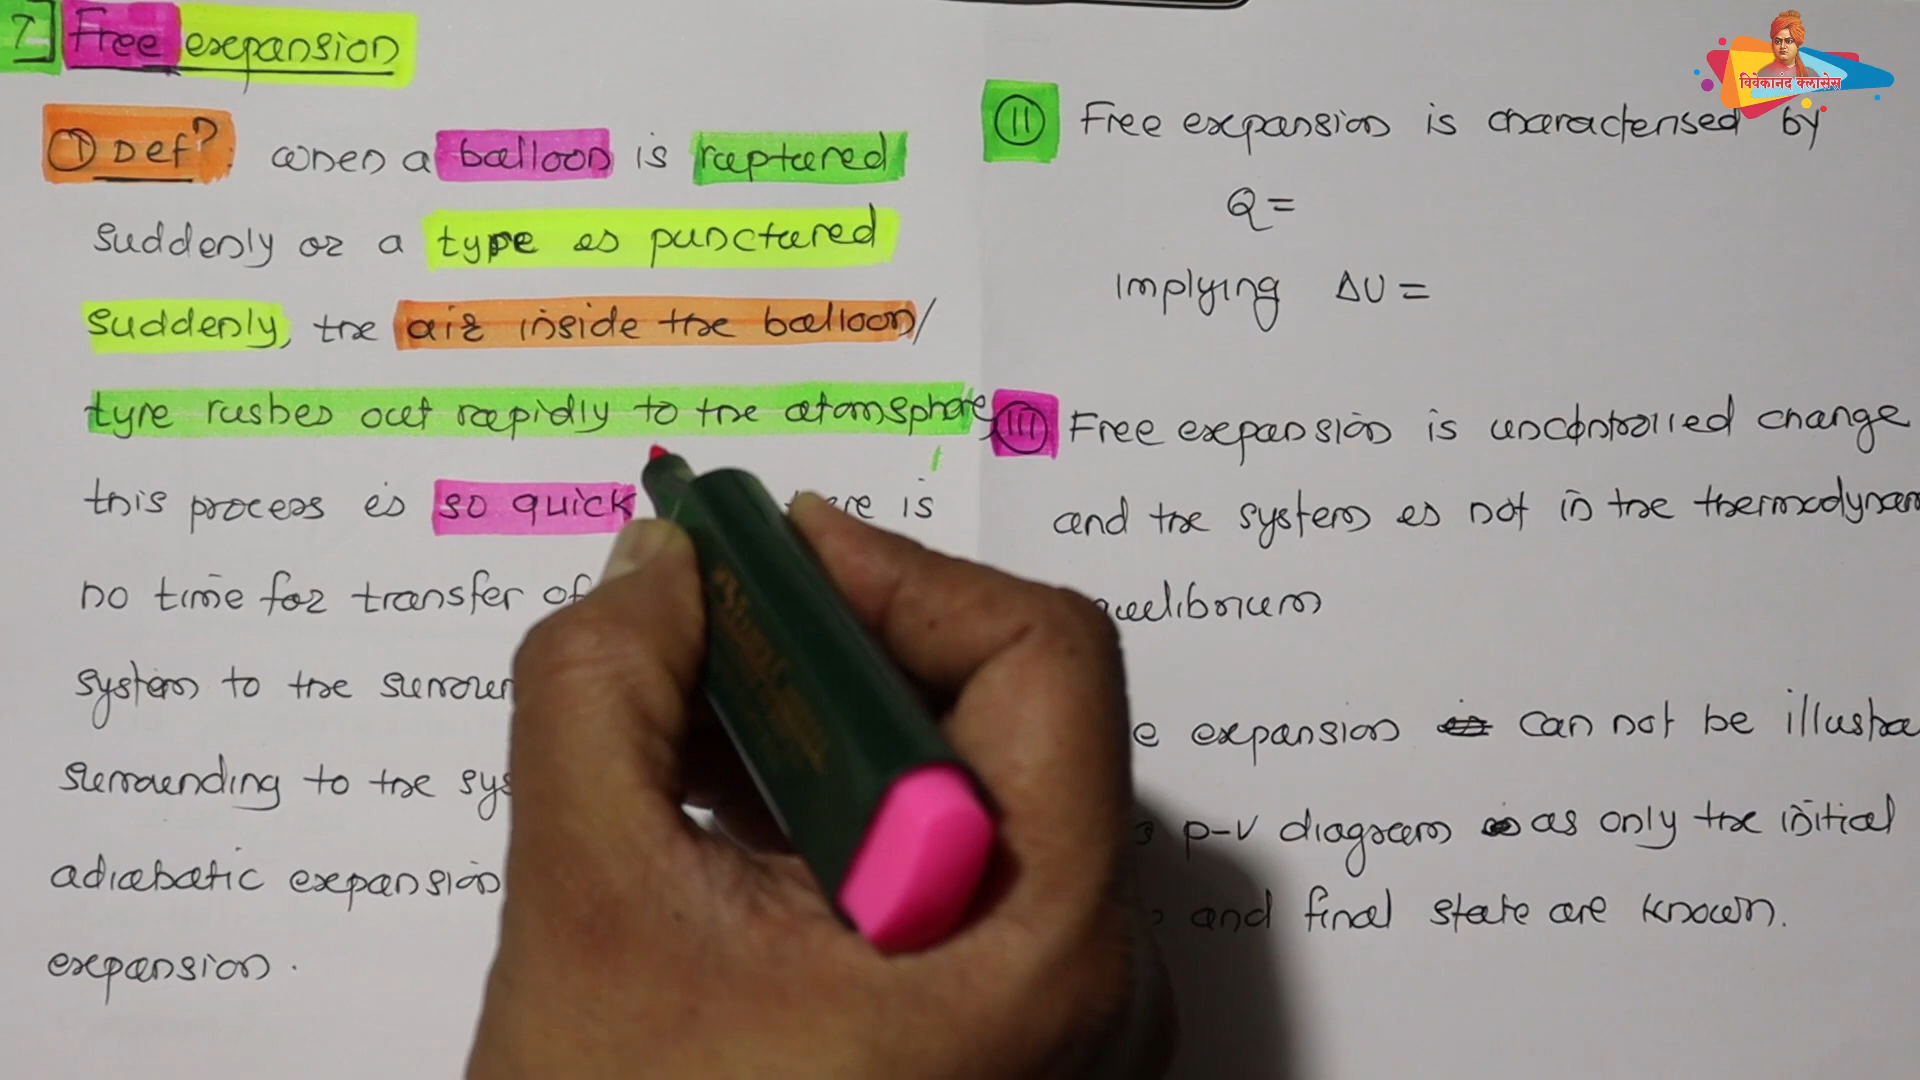 7] Free expansion
① Def? when a balloon is ruptured
suddenly or a type is punctured
suddenly, the air inside the balloon/
tyre rushes out rapidly to the atomsphere,
this process is so quick is
no time for transfer of
system to the
surrounding to the
adiabatic expansion
expansion.
विवेकानंद क्लासेस
II Free expansion is characterised by
Q=
Implying ΔU=
III Free expansion is uncontrolled change
and the system is not in the
expansion can not be
P-V diagram as only the initial
and final state are known.